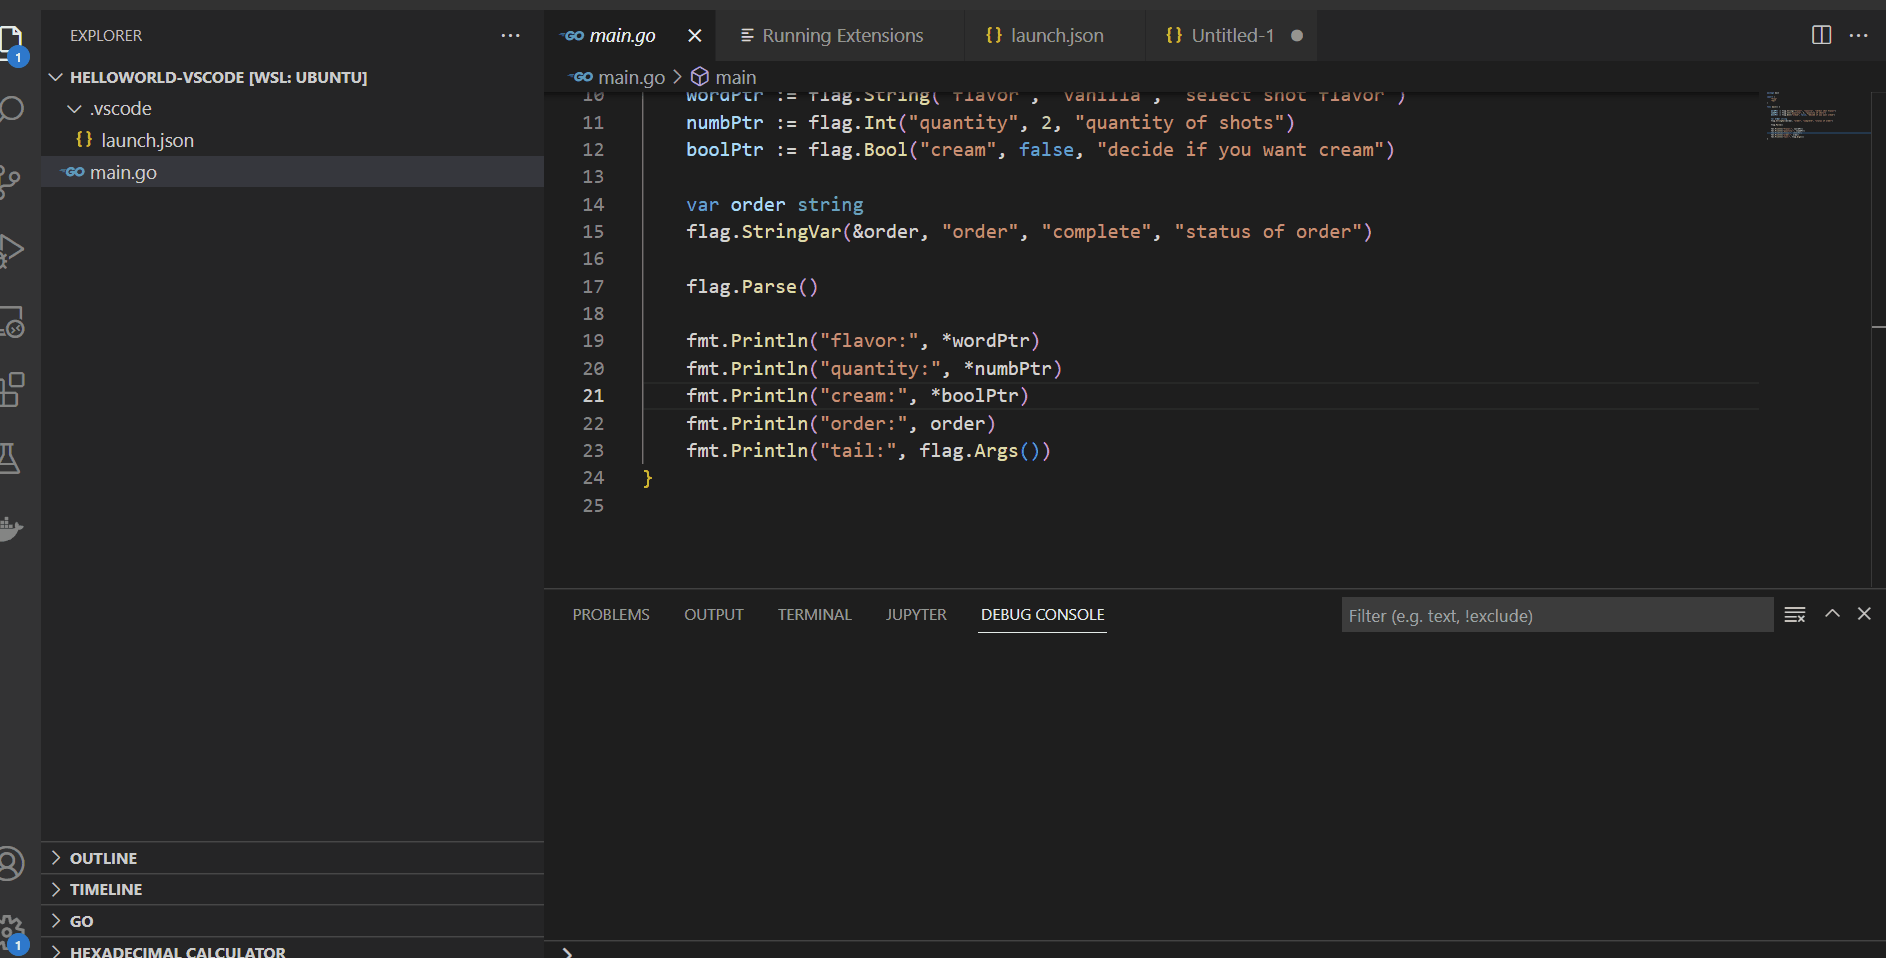 EXPLORER
HELLOWORLD-VSCODE [WSL: UBUNTU]
.vscode
{} launch.json
GO main.go
OUTLINE
TIMELINE
GO
HEXADECIMAL CALCULATOR
1
1
GO main.go
Running Extensions
{} launch.json
{} Untitled-1
GO main.go > main
10 wordPtr := flag.String("flavor", "vanilla", "select shot flavor")
11 numbPtr := flag.Int("quantity", 2, "quantity of shots")
12 boolPtr := flag.Bool("cream", false, "decide if you want cream")
13
14 var order string
15 flag.StringVar(&order, "order", "complete", "status of order")
16
17 flag.Parse()
18
19 fmt.Println("flavor:", *wordPtr)
20 fmt.Println("quantity:", *numbPtr)
21 fmt.Println("cream:", *boolPtr)
22 fmt.Println("order:", order)
23 fmt.Println("tail:", flag.Args())
24 }
25
PROBLEMS OUTPUT TERMINAL JUPYTER DEBUG CONSOLE
Filter (e.g. text, !exclude)
>